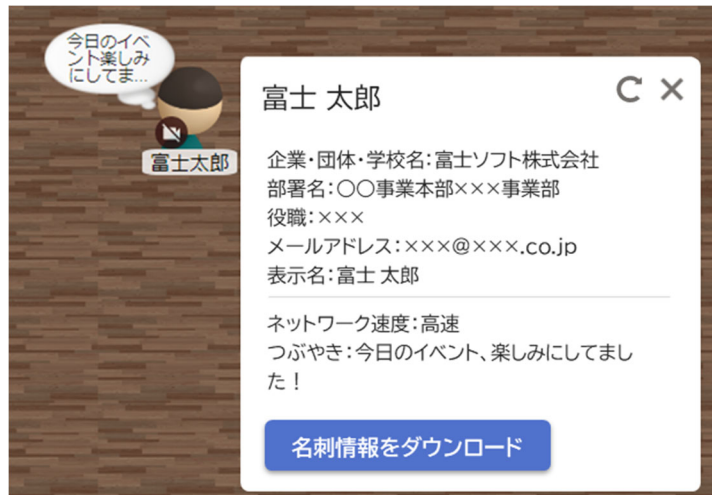 今日のイベ
ント楽しみ
にしてま...
富士太郎
富士 太郎
企業・団体・学校名：富士ソフト株式会社
部署名：〇〇事業本部×××事業部
役職：×××
メールアドレス：×××@×××.co.jp
表示名：富士 太郎
ネットワーク速度：高速
つぶやき：今日のイベント、楽しみにしてまし
た！
名刺情報をダウンロード